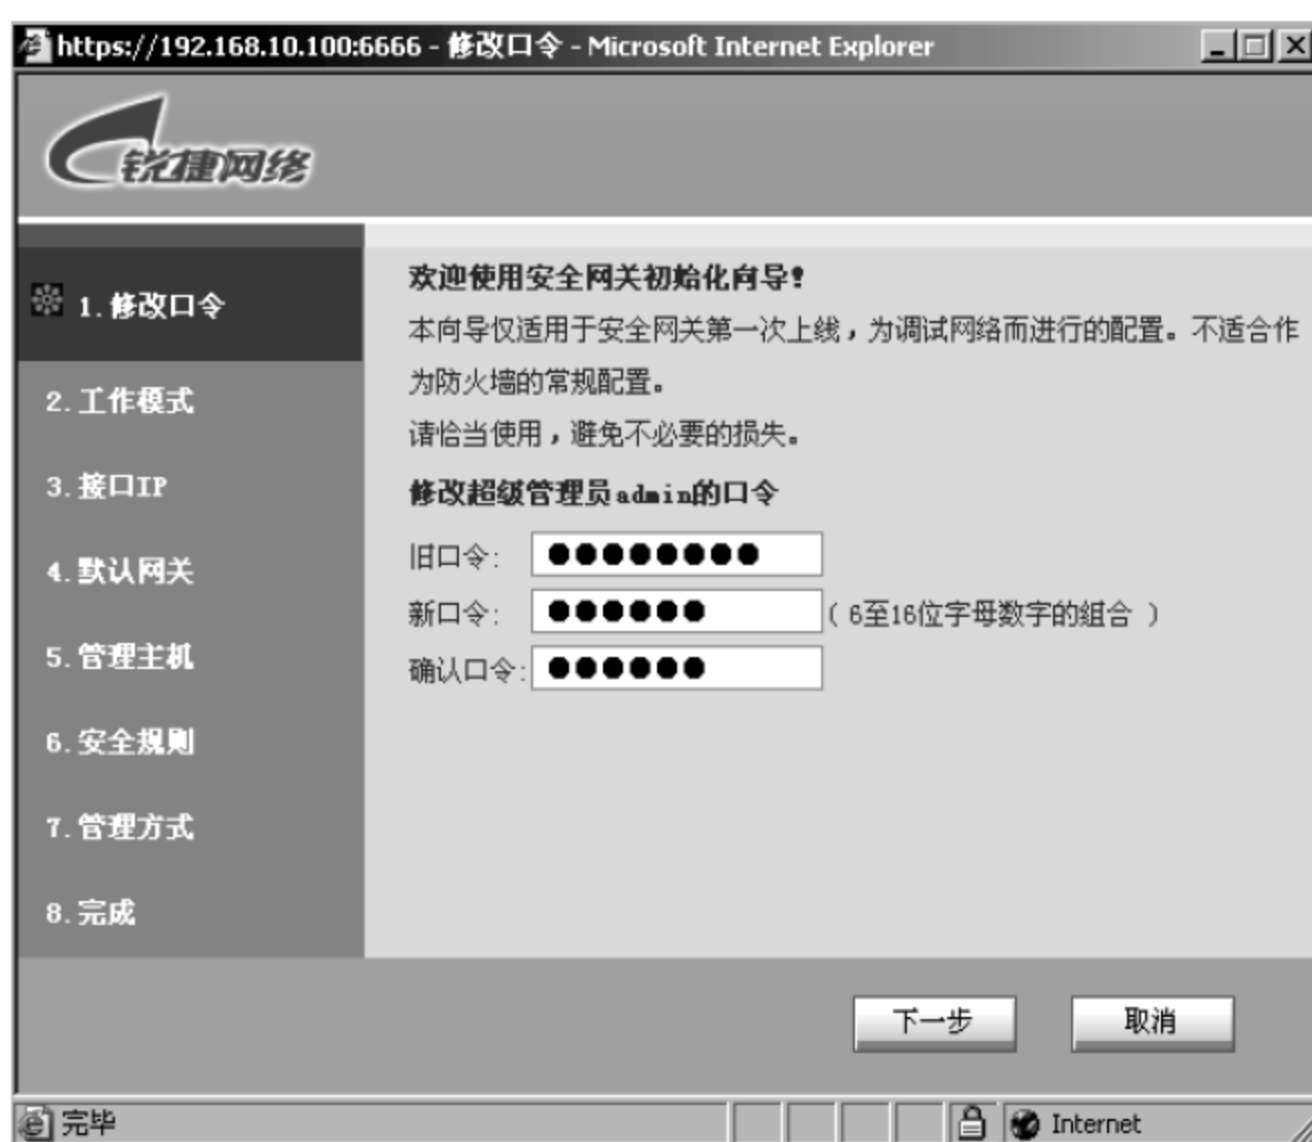 https://192.168.10.100:6666 - 修改口令 - Microsoft Internet Explorer
锐捷网络
1.修改口令
2.工作模式
3.接口IP
4.默认网关
5.管理主机
6.安全规则
7.管理方式
8.完成
欢迎使用安全网关初始化向导!
本向导仅适用于安全网关第一次上线，为调试网络而进行的配置。不适合作
为防火墙的常规配置。
请恰当使用，避免不必要的损失。
修改超级管理员admin的口令
旧口令: ●●●●●●●●
新口令: ●●●●●● ( 6至16位字母数字的组合 )
确认口令: ●●●●●●
下一步 取消
完毕 Internet